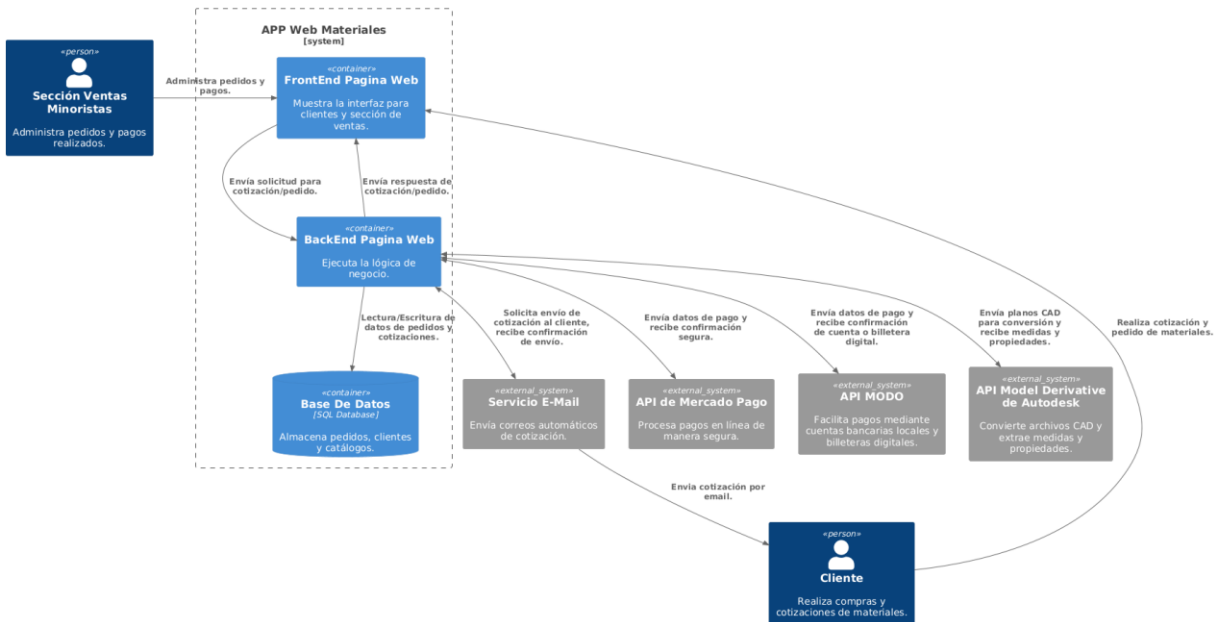 APP Web Materiales
[system]
«person»
Sección Ventas
Minoristas
Administra pedidos y pagos
realizados.
Administra pedidos y
pagos.
«container»
FrontEnd Pagina Web
Muestra la interfaz para
clientes y sección de
ventas.
Envía solicitud para
cotización/pedido.
Envía respuesta de
cotización/pedido.
«container»
BackEnd Pagina Web
Ejecuta la lógica de
negocio.
Lectura/Escritura de
datos de pedidos y
cotizaciones.
Solicita envío de
cotización al cliente,
recibe confirmación
de envío.
Envía datos de pago y
recibe confirmación
segura.
Envía datos de pago y
recibe confirmación
de cuenta o billetera
digital.
Envía planos CAD
para conversión y
recibe medidas y
propiedades.
Realiza cotización y
pedido de materiales.
«container»
Base De Datos
[SQL Database]
Almacena pedidos, clientes
y catálogos.
«external_system»
Servicio E-Mail
Envía correos automáticos
de cotización.
«external_system»
API de Mercado Pago
Procesa pagos en línea de
manera segura.
«external_system»
API MODO
Facilita pagos mediante
cuentas bancarias locales y
billeteras digitales.
«external_system»
API Model Derivative
de Autodesk
Convierte archivos CAD y
extrae medidas y
propiedades.
Envia cotización por
email.
«person»
Cliente
Realiza compras y
cotizaciones de materiales.